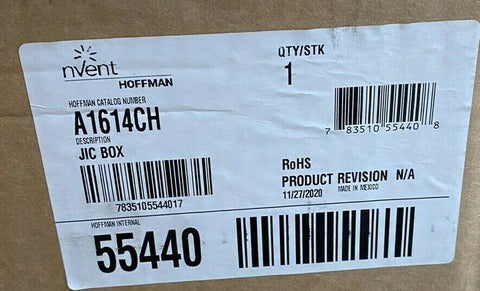 nVent
HOFFMAN
QTY/STK
1
HOFFMAN CATALOG NUMBER
A1614CH
DESCRIPTION
JIC BOX
7835105544017
7 83510 55440 8
RoHS
PRODUCT REVISION N/A
11/27/2020 MADE IN MEXICO
HOFFMAN INTERNAL
55440